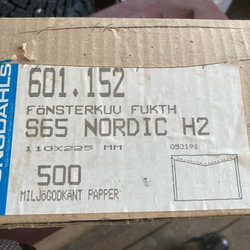 601.152
FÖNSTERKUV FUKTH
S65 NORDIC H2
110X225 MM
053191
500
MILJÖGODKÄNT PAPPER